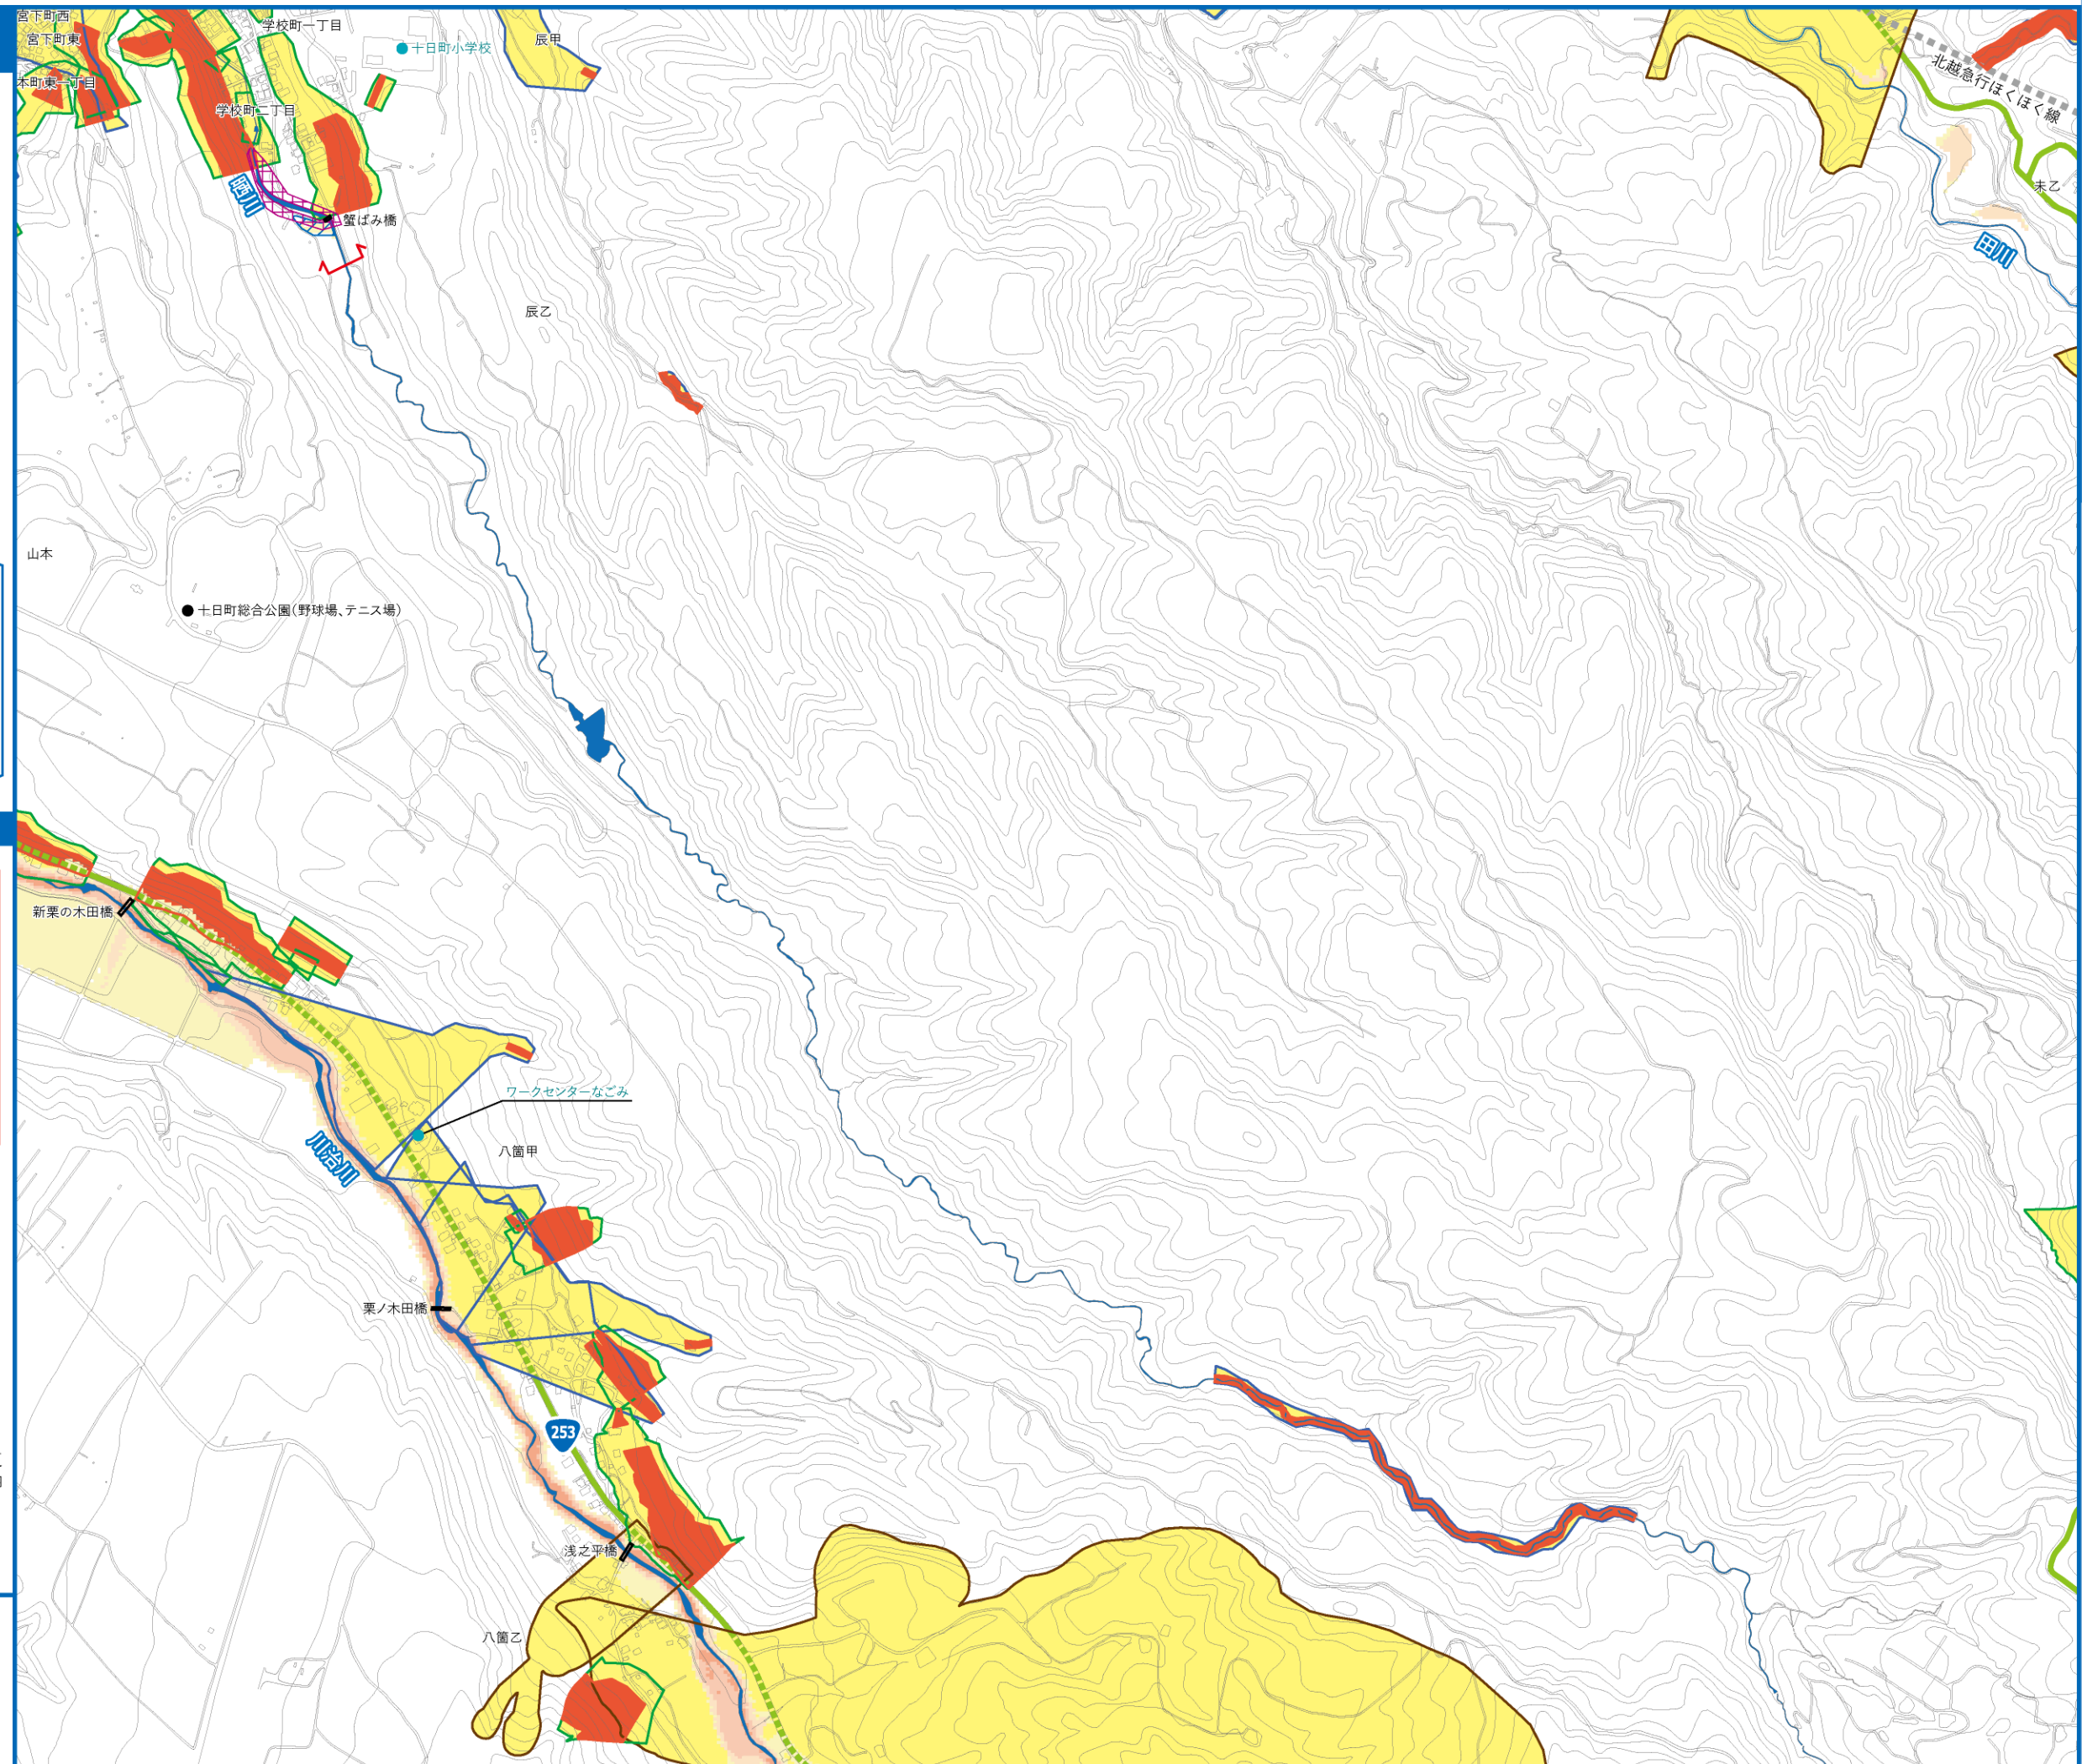 宮下町西
学校町一丁目
宮下町東
十日町小学校
辰甲
本町東一丁目
北越急行ほくほく線
学校町二丁目
晒川
蟹ばみ橋
未乙
田川
辰乙
山本
十日町総合公園(野球場、テニス場)
新栗の木田橋
ワークセンターなごみ
川治川
八箇甲
栗ノ木田橋
253
浅之平橋
八箇乙